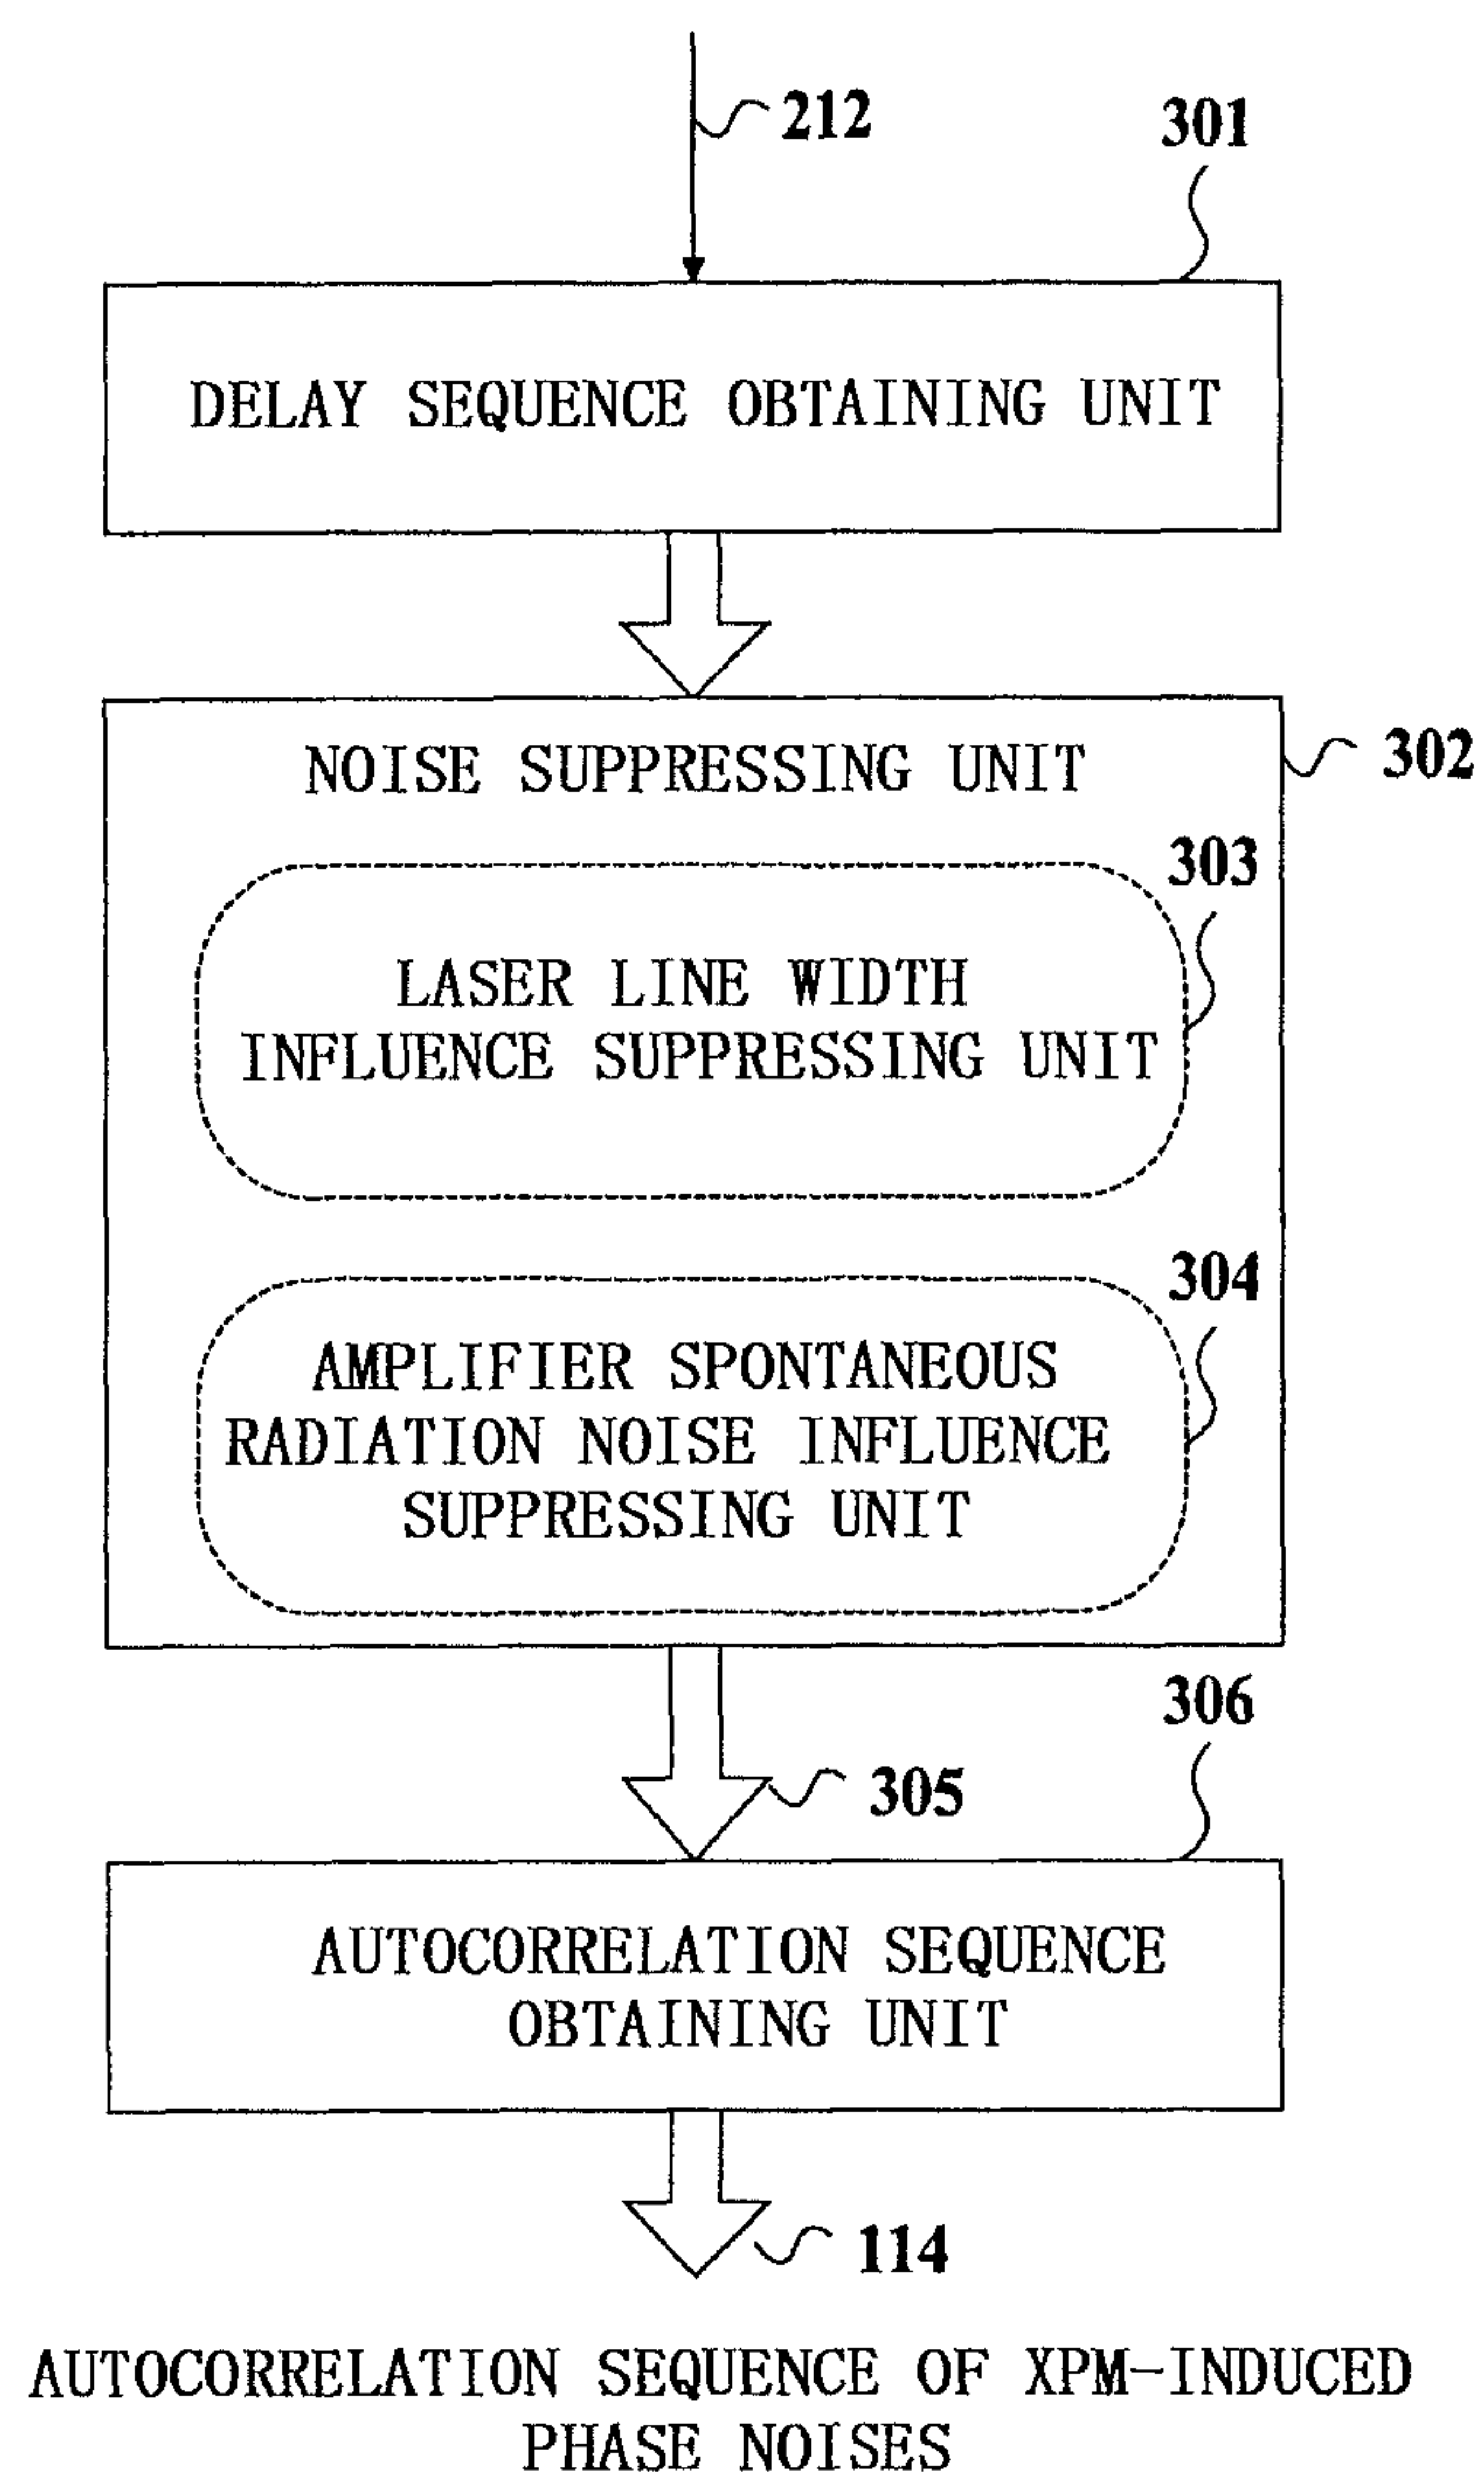 212
301
DELAY SEQUENCE OBTAINING UNIT
NOISE SUPPRESSING UNIT
302
303
LASER LINE WIDTH
INFLUENCE SUPPRESSING UNIT
304
AMPLIFIER SPONTANEOUS
RADIATION NOISE INFLUENCE
SUPPRESSING UNIT
306
305
AUTOCORRELATION SEQUENCE
OBTAINING UNIT
114
AUTOCORRELATION SEQUENCE OF XPM-INDUCED
PHASE NOISES